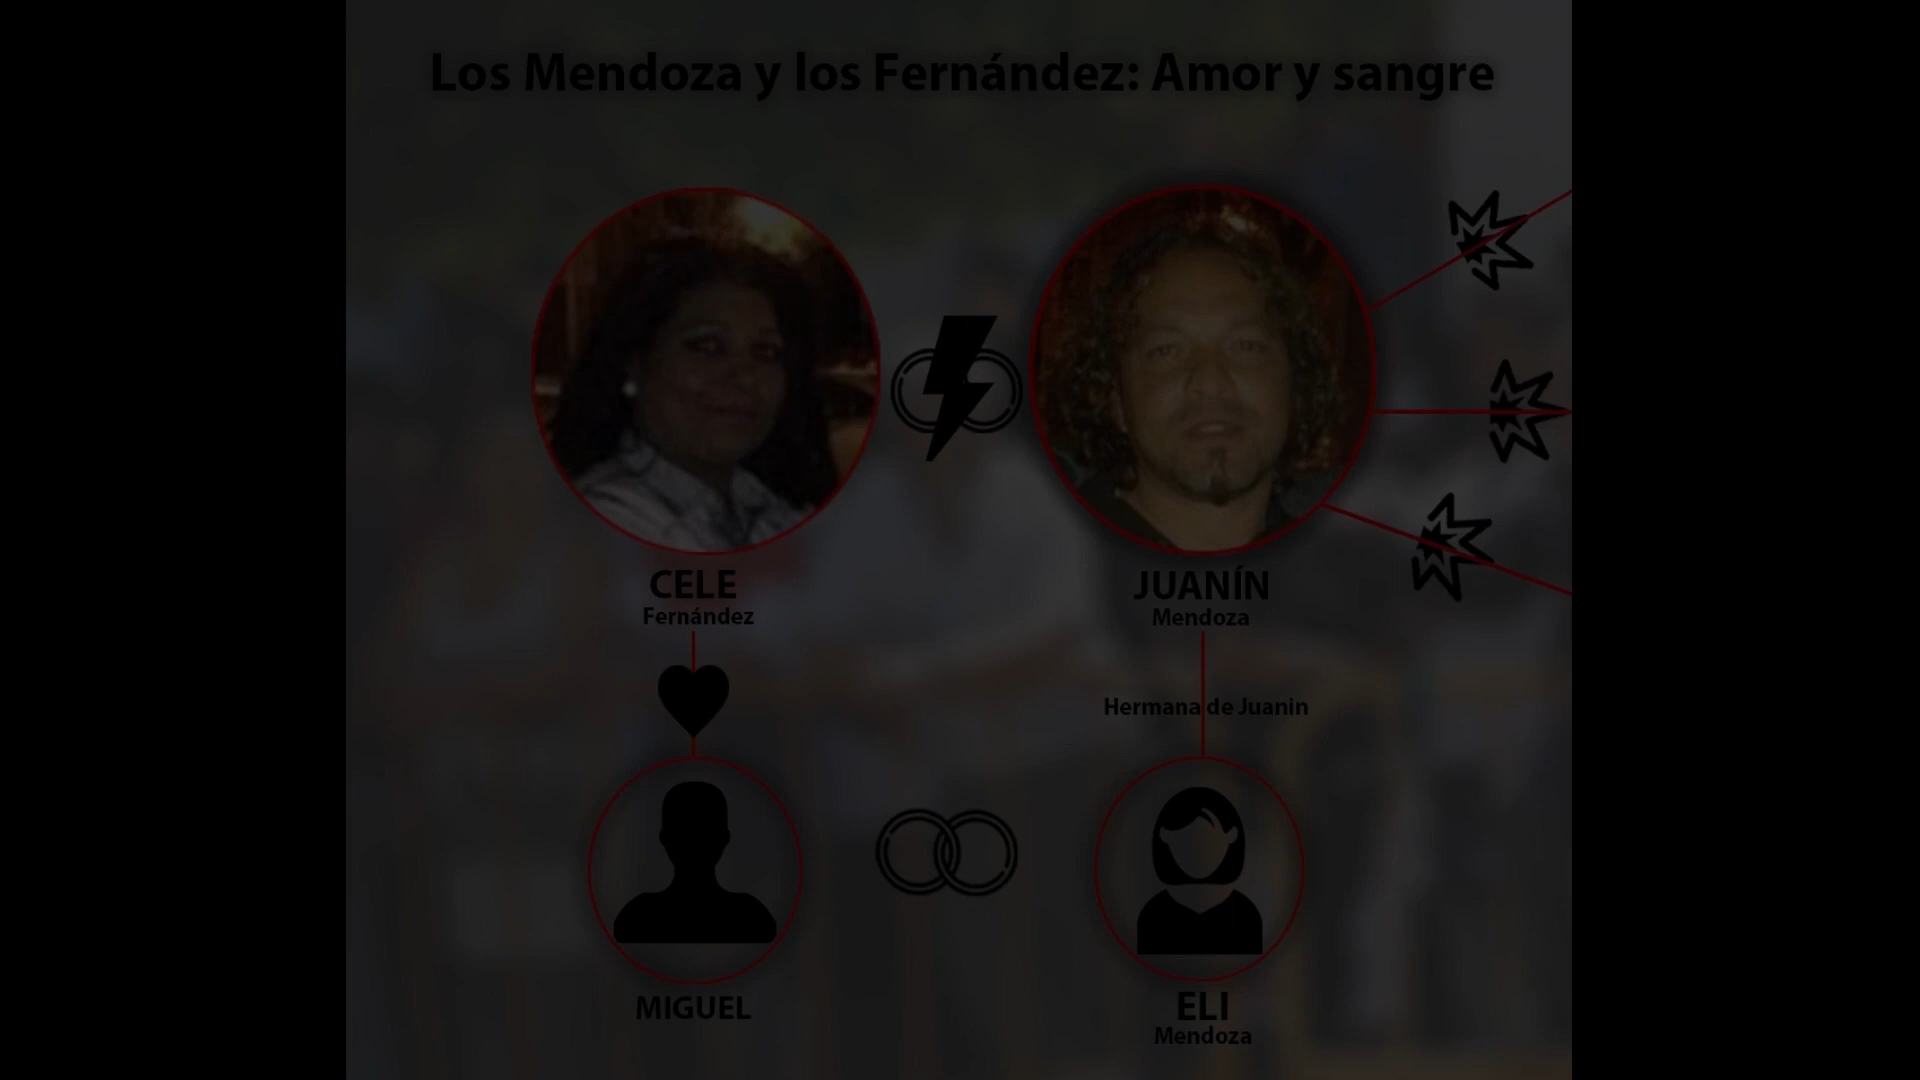 Los Mendoza y los Fernández: Amor y sangre
CELE
Fernández
JUANÍN
Mendoza
Hermana de Juanin
MIGUEL
ELI
Mendoza